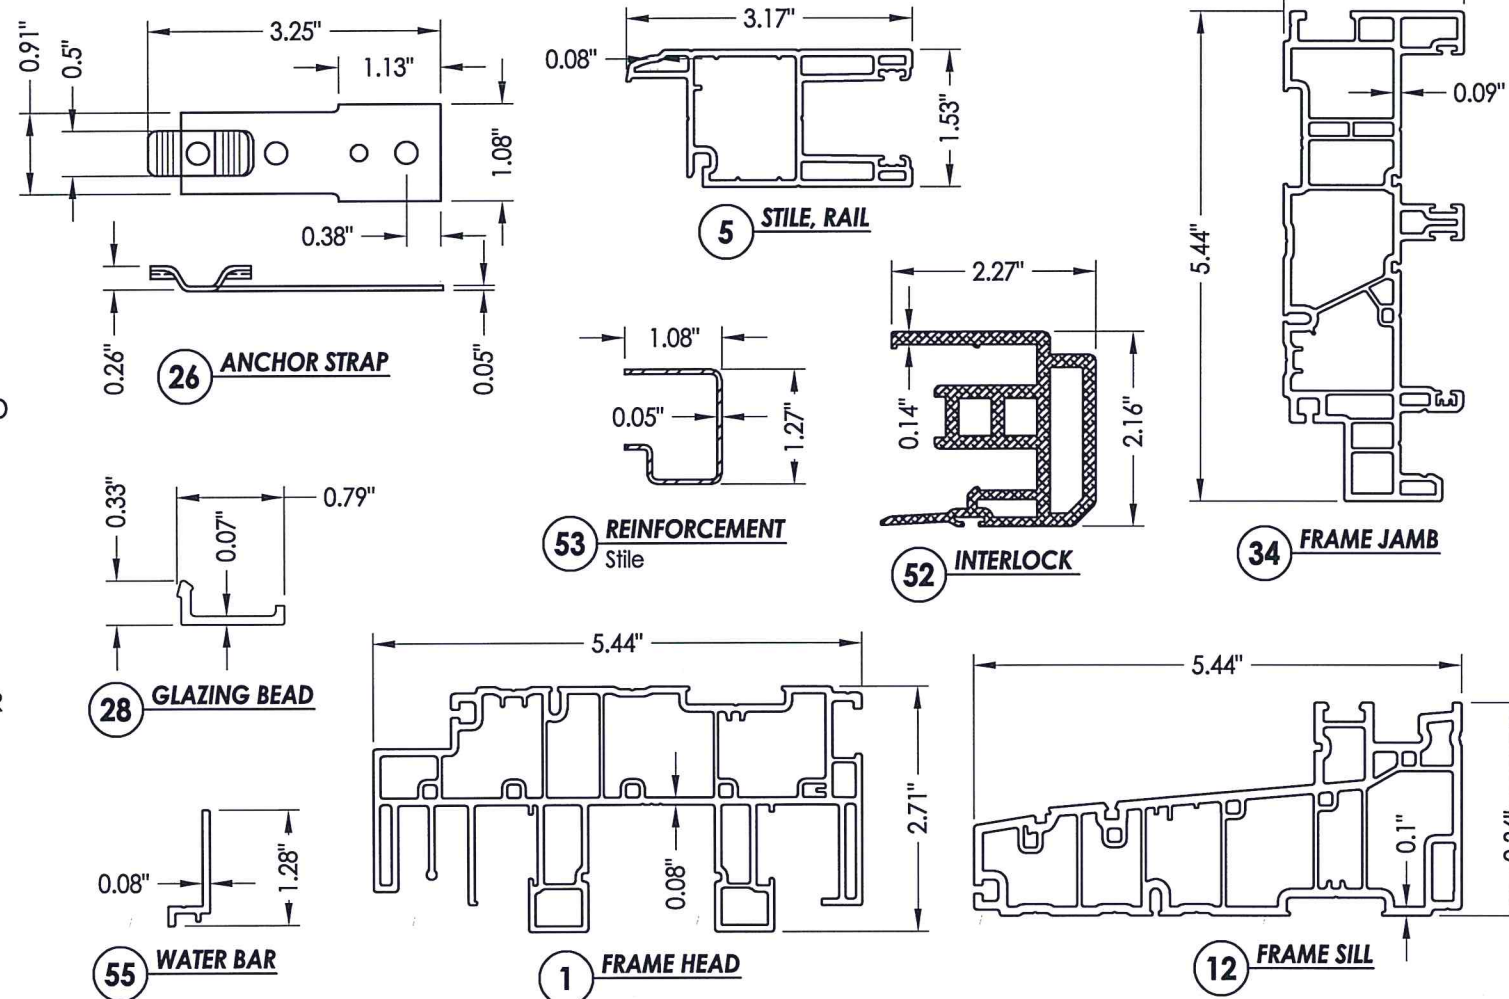 3.25"
0.91"
0.5"
1.13"
1.08"
0.38"
0.26"
0.05"
26 ANCHOR STRAP
3.17"
0.08"
1.53"
5 STILE, RAIL
0.09"
5.44"
34 FRAME JAMB
1.08"
0.05"
1.27"
53 REINFORCEMENT
Stile
2.27"
0.14"
2.16"
52 INTERLOCK
0.33"
0.79"
0.07"
28 GLAZING BEAD
0.08"
1.28"
55 WATER BAR
5.44"
2.71"
0.08"
1 FRAME HEAD
5.44"
0.1"
12 FRAME SILL